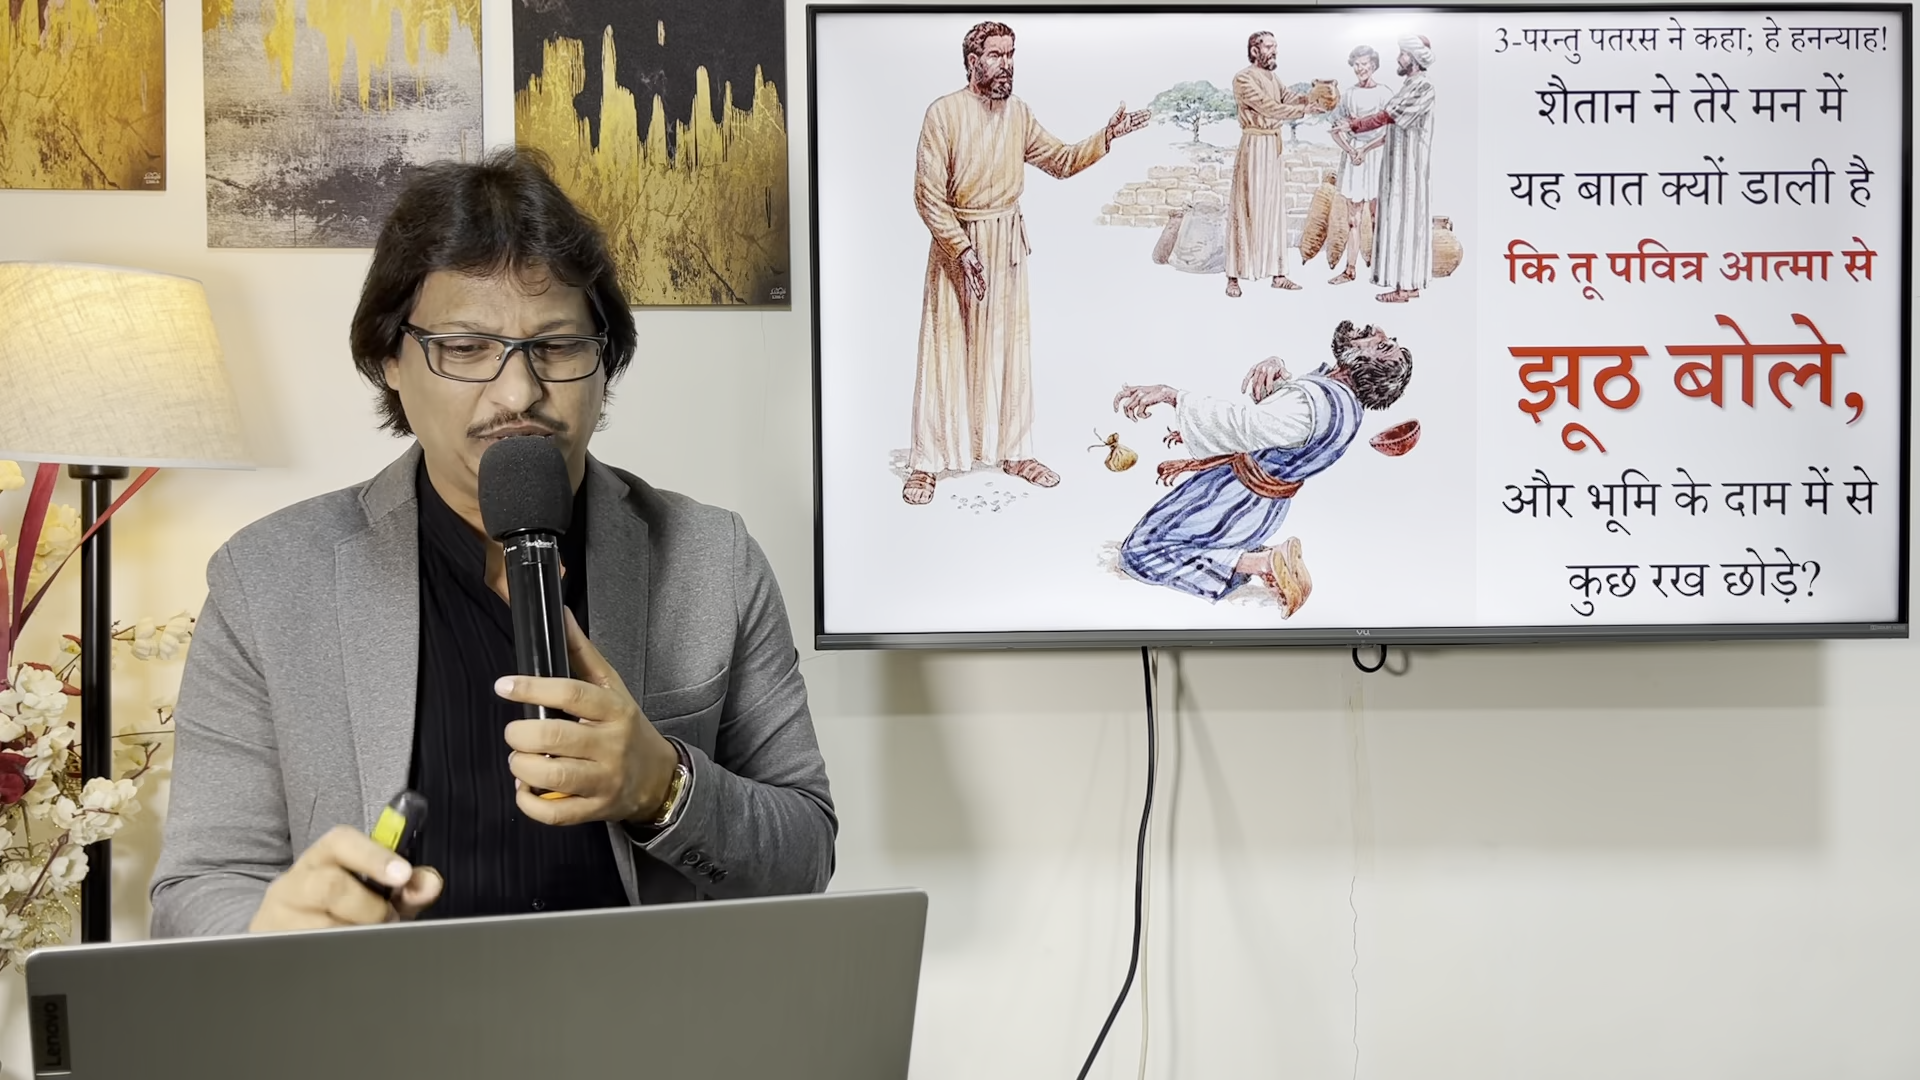 3-परन्तु पतरस ने कहा; हे हनन्याह!
शैतान ने तेरे मन में
यह बात क्यों डाली है
कि तू पवित्र आत्मा से
झूठ बोले,
और भूमि के दाम में से
कुछ रख छोड़े?
Lenovo